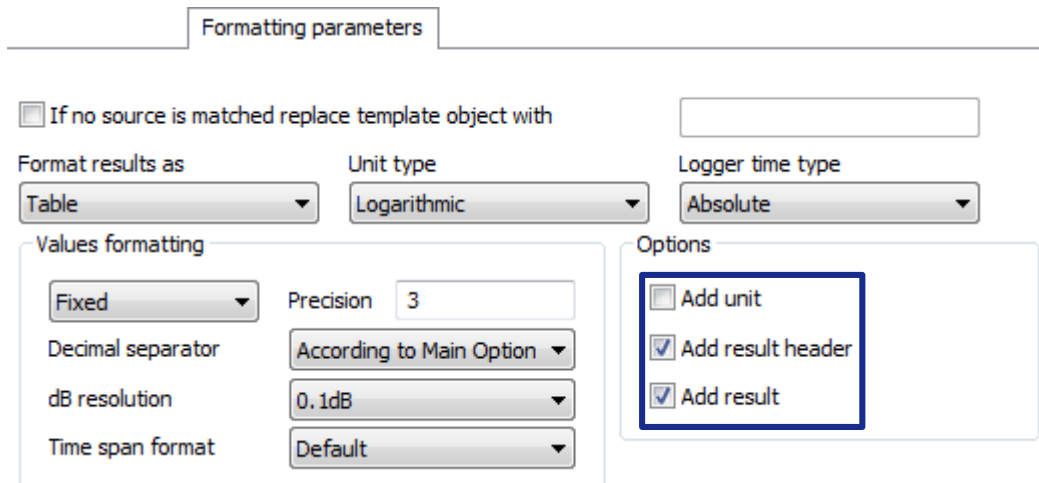 Formatting parameters
If no source is matched replace template object with
Format results as Unit type Logger time type
Table Logarithmic Absolute
Values formatting Options
Fixed Precision 3 Add unit
Decimal separator According to Main Option Add result header
dB resolution 0.1dB Add result
Time span format Default